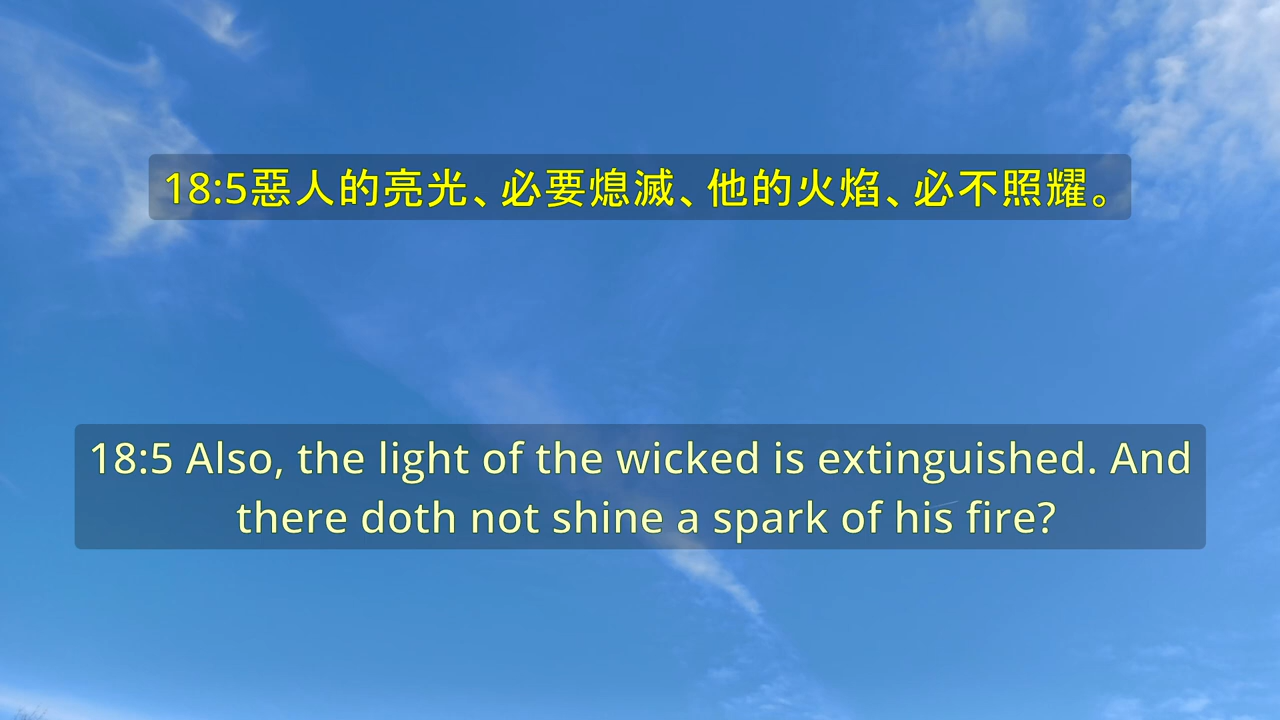 18:5惡人的亮光、必要熄滅、他的火焰、必不照耀。
18:5 Also, the light of the wicked is extinguished. And
there doth not shine a spark of his fire?